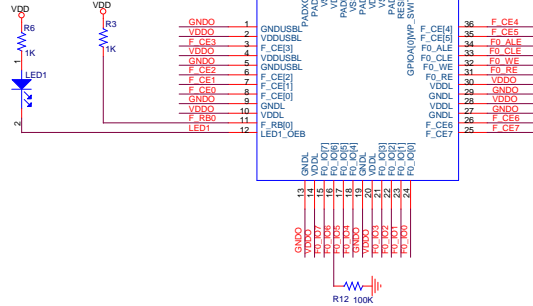 VDD
R6
1K
1
LED1
2
VDD
R3
1K
GNDO 1 GNDUSBL
VDDO 2 VDDUSBL
F_CE3 3 F_CE[3]
VDDO 4 VDDUSBL
GNDO 5 GNDUSBL
F_CE2 6 F_CE[2]
F_CE1 7 F_CE[1]
F_CE0 8 F_CE[0]
GNDO 9 GNDL
VDDO 10 VDDL
F_RB0 11 F_RB[0]
LED1 12 LED1_OEB
GPIOA[0]WP_SWIT
F_CE[4] 36 F_CE4
F_CE[5] 35 F_CE5
F0_ALE 34 F0_ALE
F0_CLE 33 F0_CLE
F0_WE 32 F0_WE
F0_RE 31 F0_RE
VDDL 30 VDDO
GNDL 29 GNDO
VDDL 28 VDDO
GNDL 27 GNDO
F_CE6 26 F_CE6
F_CE7 25 F_CE7
GNDL 13 GNDO
VDDL 14 VDDO
F0_IO[7] 15 F0_IO7
F0_IO[6] 16 F0_IO6
F0_IO[5] 17 F0_IO5
F0_IO[4] 18 F0_IO4
GNDL 19 GNDO
VDDL 20 VDDO
F0_IO[3] 21 F0_IO3
F0_IO[2] 22 F0_IO2
F0_IO[1] 23 F0_IO1
F0_IO[0] 24 F0_IO0
R12 100K